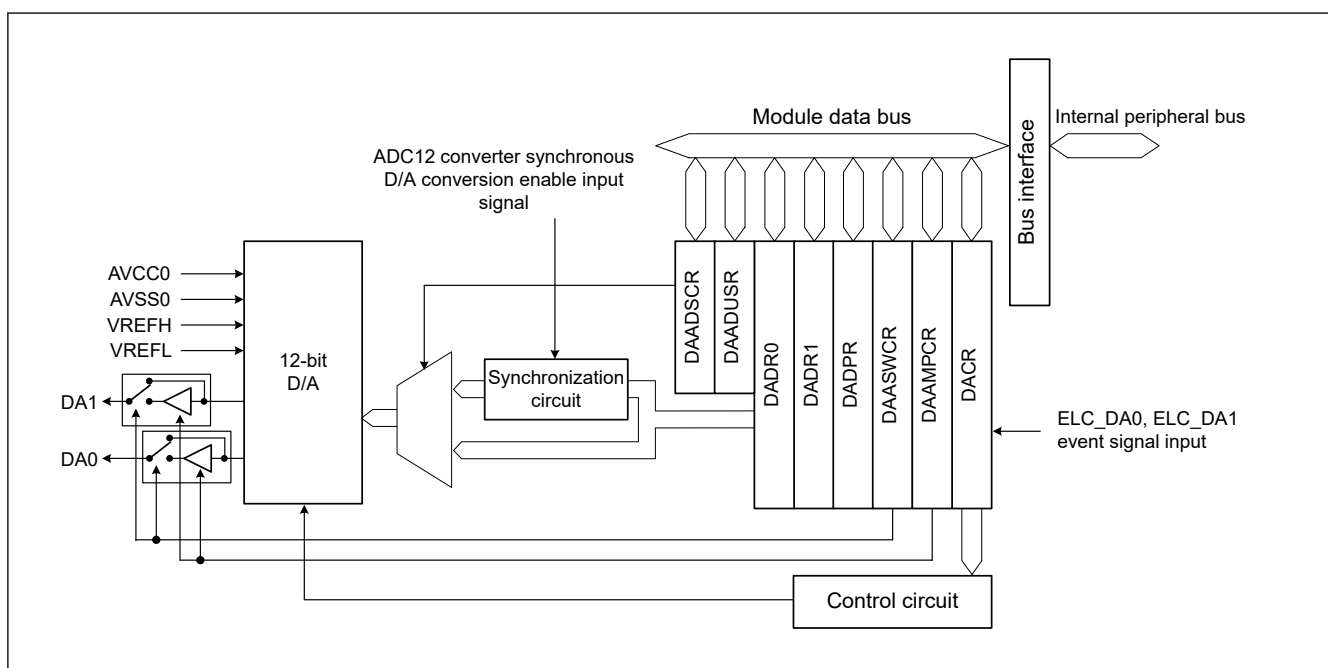 Module data bus
Internal peripheral bus
Bus interface
ADC12 converter synchronous
D/A conversion enable input
signal
AVCC0
AVSS0
VREFH
VREFL
12-bit
D/A
DA1
DA0
Synchronization
circuit
DAADSCR
DAADUSR
DADR0
DADR1
DADPR
DAASWCR
DAAMPCR
DACR
ELC_DA0, ELC_DA1
event signal input
Control circuit